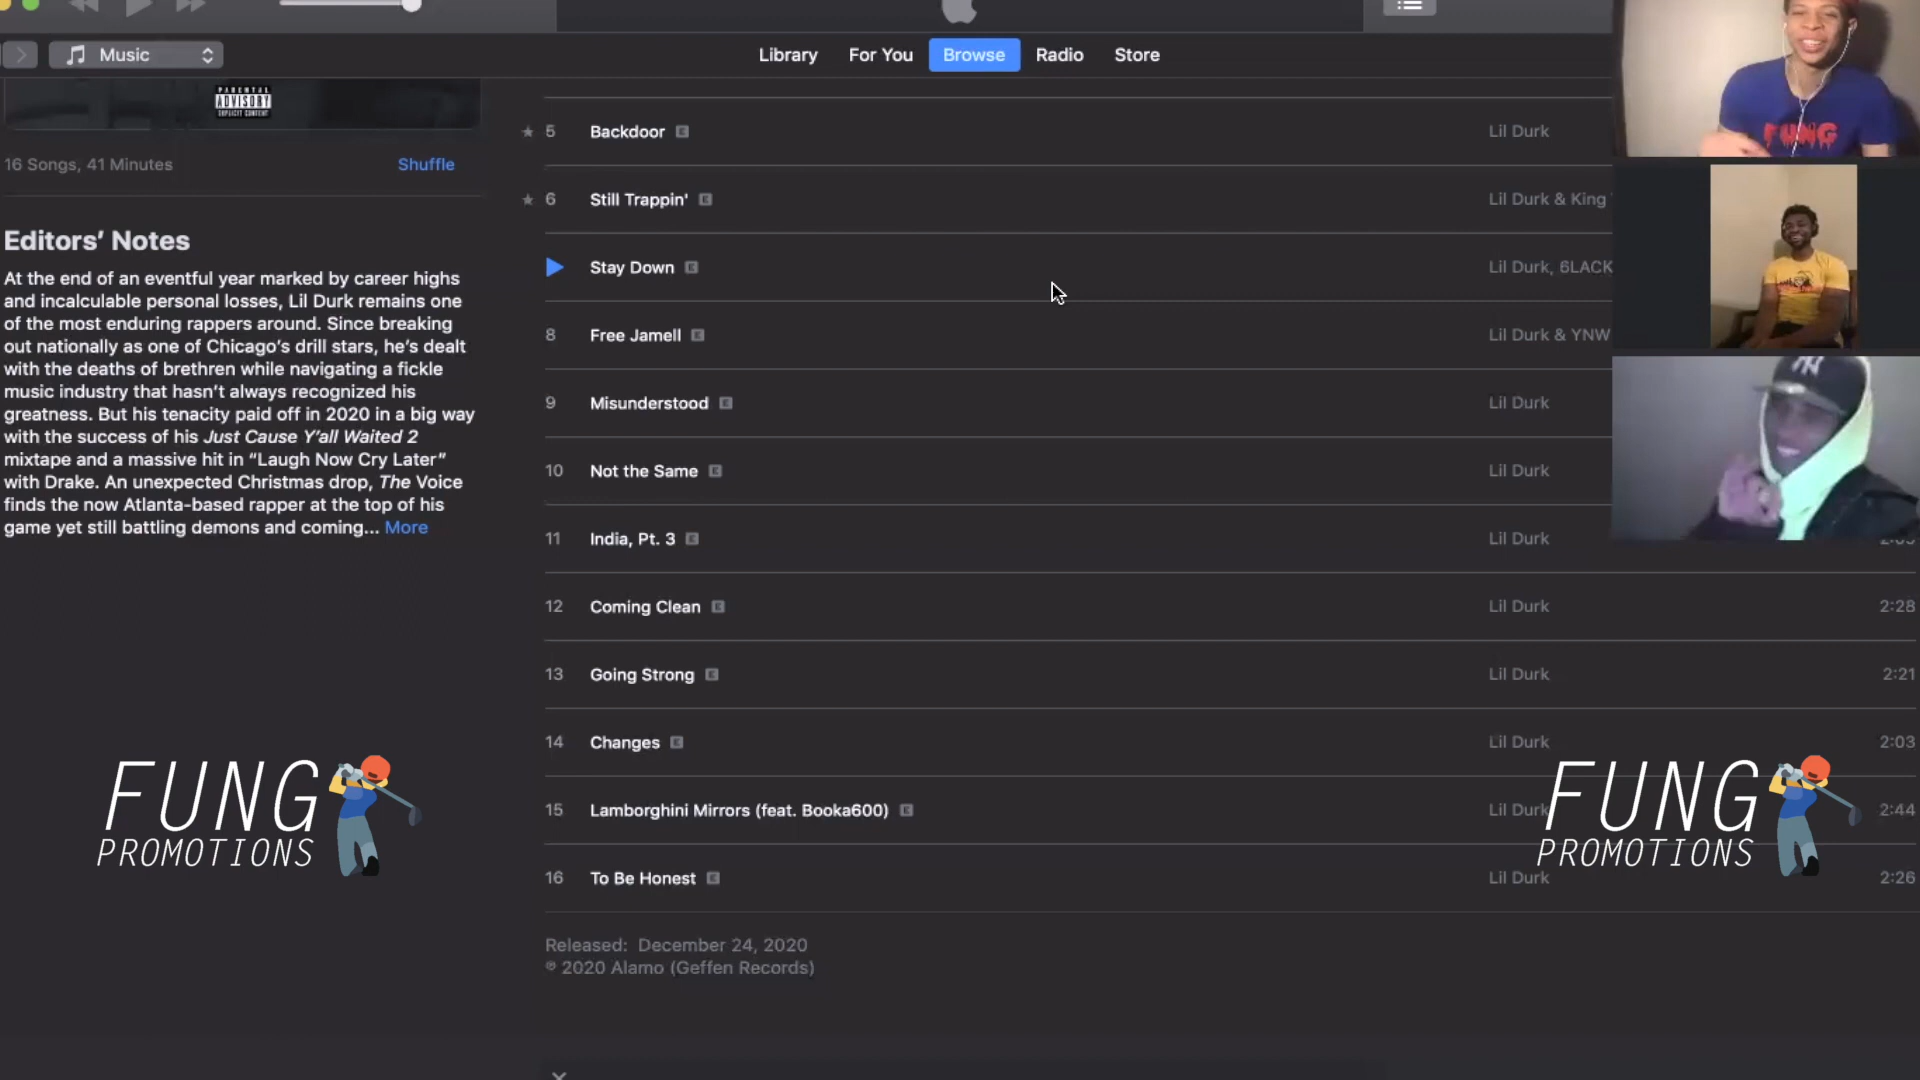 Music
Library
For You
Browse
Radio
Store
PARENTAL
ADVISORY
EXPLICIT CONTENT
16 Songs, 41 Minutes
Shuffle
Editors’ Notes
At the end of an eventful year marked by career highs
and incalculable personal losses, Lil Durk remains one
of the most enduring rappers around. Since breaking
out nationally as one of Chicago’s drill stars, he’s dealt
with the deaths of brethren while navigating a fickle
music industry that hasn’t always recognized his
greatness. But his tenacity paid off in 2020 in a big way
with the success of his Just Cause Y’all Waited 2
mixtape and a massive hit in “Laugh Now Cry Later”
with Drake. An unexpected Christmas drop, The Voice
finds the now Atlanta-based rapper at the top of his
game yet still battling demons and coming... More
★ 5 Backdoor E Lil Durk
★ 6 Still Trappin' E Lil Durk & King
Stay Down E Lil Durk, 6LACK
8 Free Jamell E Lil Durk & YNW
9 Misunderstood E Lil Durk
10 Not the Same E Lil Durk
11 India, Pt. 3 E Lil Durk
12 Coming Clean E Lil Durk 2:28
13 Going Strong E Lil Durk 2:21
14 Changes E Lil Durk 2:03
15 Lamborghini Mirrors (feat. Booka600) E Lil Durk 2:44
16 To Be Honest E Lil Durk 2:26
Released: December 24, 2020
℗ 2020 Alamo (Geffen Records)
FUNG
PROMOTIONS
FUNG
PROMOTIONS
FUNG
NY